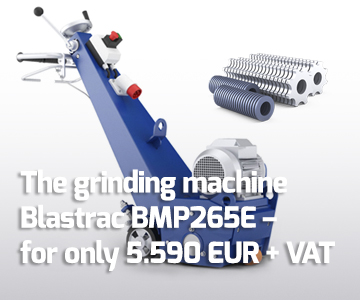 The grinding machine
Blastrac BMP265E –
for only 5.590 EUR + VAT